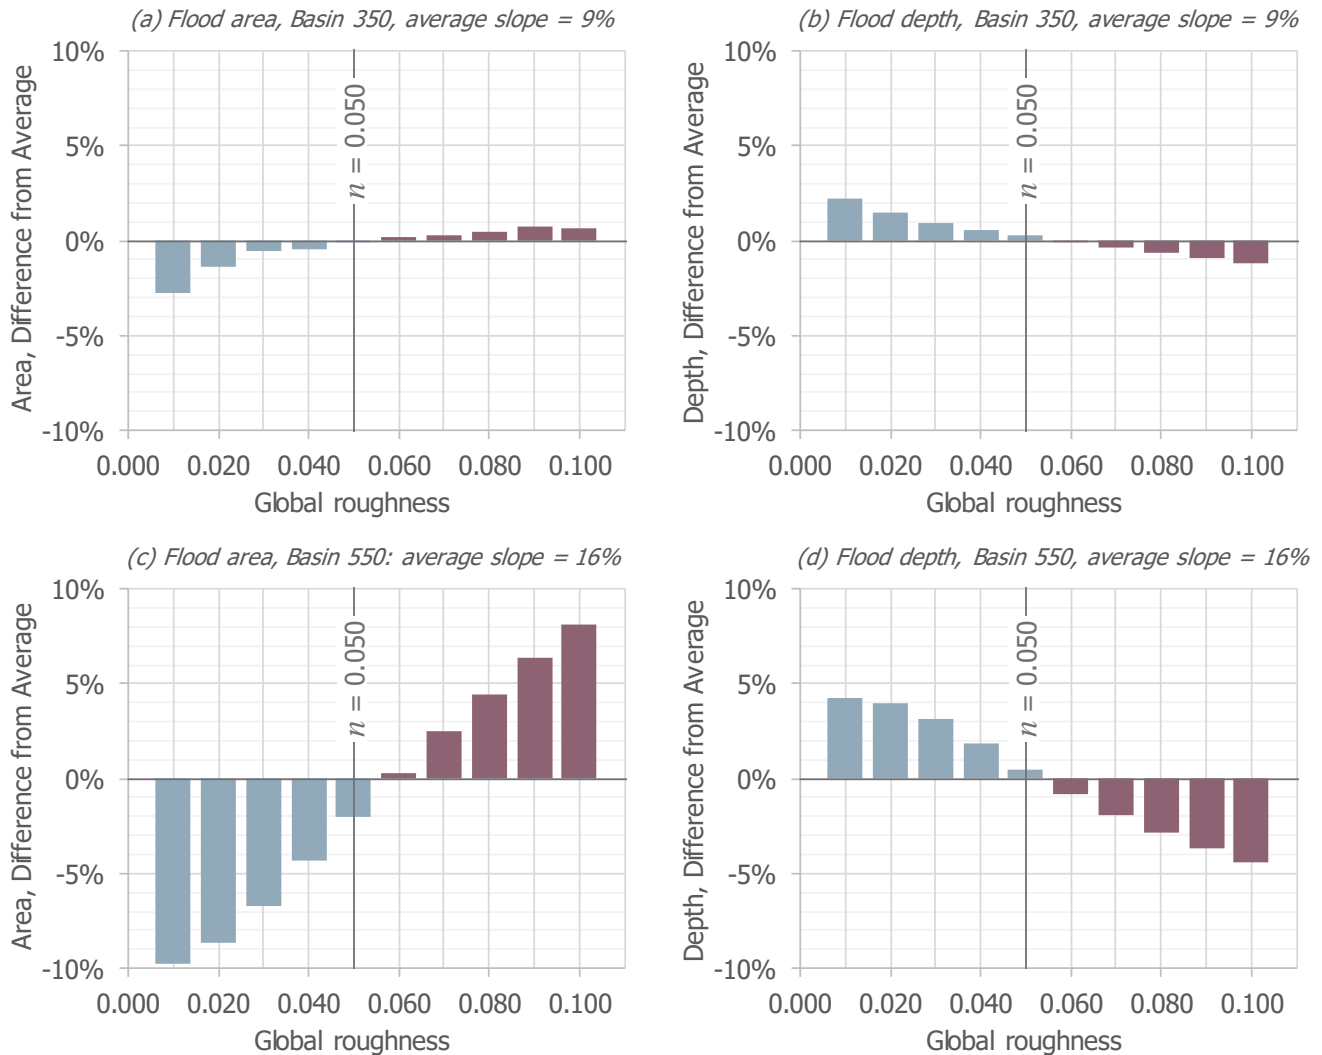 (a) Flood area, Basin 350, average slope = 9%
10%
5%
0%
-5%
-10%
Area, Difference from Average
n = 0.050
0.000 0.020 0.040 0.060 0.080 0.100
Global roughness
(b) Flood depth, Basin 350, average slope = 9%
10%
5%
0%
-5%
-10%
Depth, Difference from Average
n = 0.050
0.000 0.020 0.040 0.060 0.080 0.100
Global roughness
(c) Flood area, Basin 550: average slope = 16%
10%
5%
0%
-5%
-10%
Area, Difference from Average
n = 0.050
0.000 0.020 0.040 0.060 0.080 0.100
Global roughness
(d) Flood depth, Basin 550, average slope = 16%
10%
5%
0%
-5%
-10%
Depth, Difference from Average
n = 0.050
0.000 0.020 0.040 0.060 0.080 0.100
Global roughness